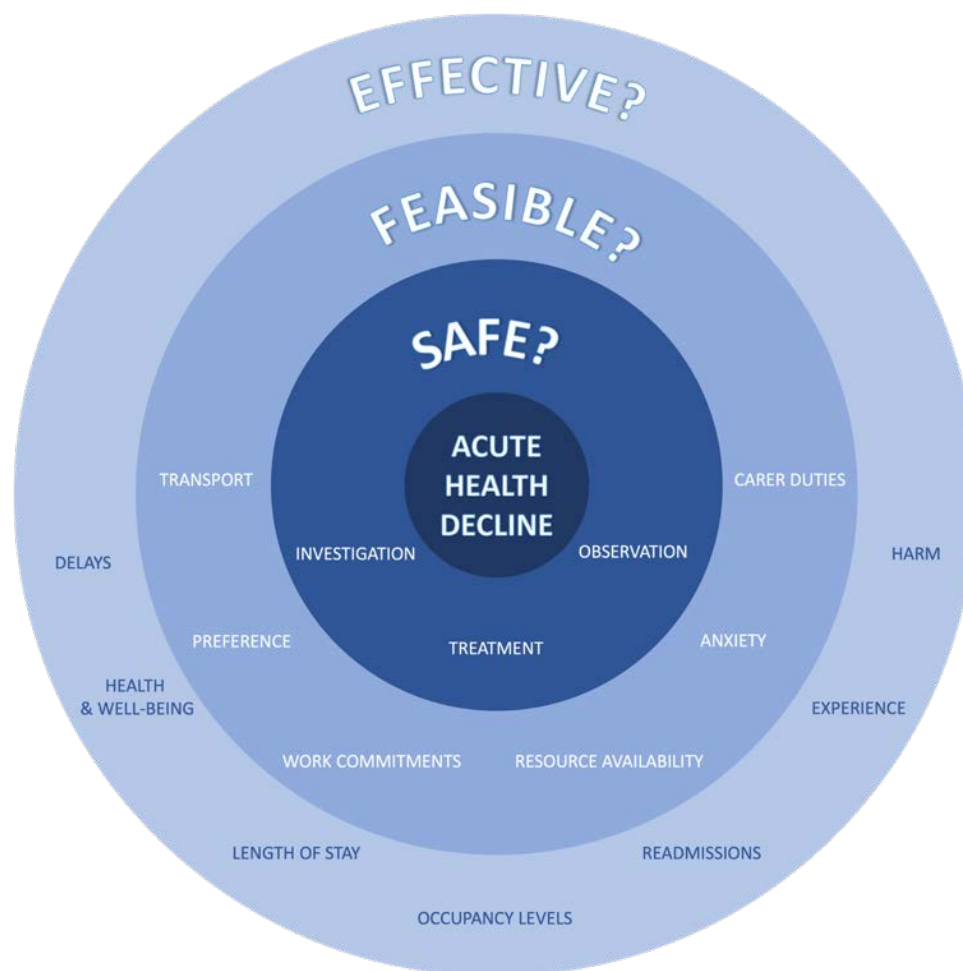 EFFECTIVE?
FEASIBLE?
SAFE?
ACUTE
HEALTH
DECLINE
INVESTIGATION
OBSERVATION
TREATMENT
TRANSPORT
CARER DUTIES
PREFERENCE
ANXIETY
WORK COMMITMENTS
RESOURCE AVAILABILITY
DELAYS
HARM
HEALTH
& WELL-BEING
EXPERIENCE
LENGTH OF STAY
READMISSIONS
OCCUPANCY LEVELS